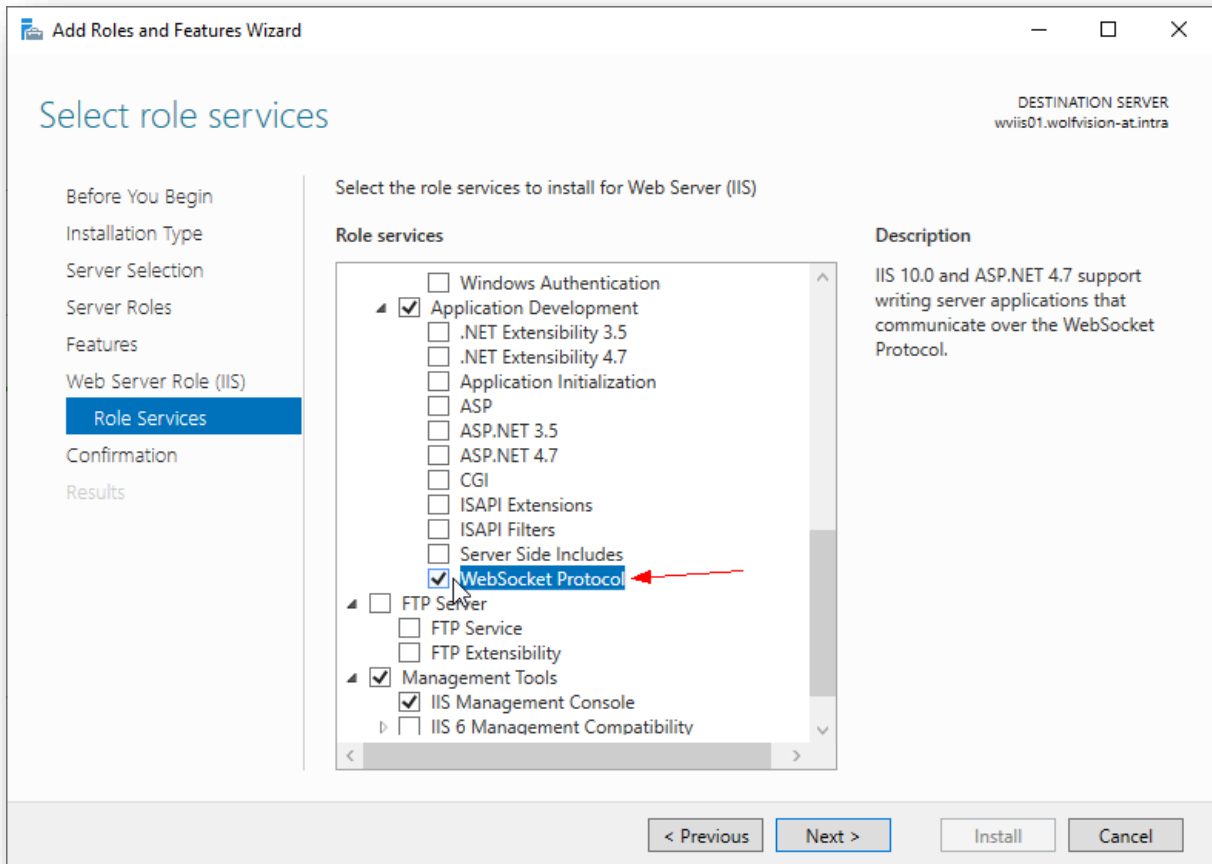 Add Roles and Features Wizard
Select role services
DESTINATION SERVER
wviis01.wolfvision-at.intra
Before You Begin
Installation Type
Server Selection
Server Roles
Features
Web Server Role (IIS)
Role Services
Confirmation
Results
Select the role services to install for Web Server (IIS)
Role services
Windows Authentication
Application Development
.NET Extensibility 3.5
.NET Extensibility 4.7
Application Initialization
ASP
ASP.NET 3.5
ASP.NET 4.7
CGI
ISAPI Extensions
ISAPI Filters
Server Side Includes
WebSocket Protocol
FTP Server
FTP Service
FTP Extensibility
Management Tools
IIS Management Console
IIS 6 Management Compatibility
Description
IIS 10.0 and ASP.NET 4.7 support
writing server applications that
communicate over the WebSocket
Protocol.
< Previous
Next >
Install
Cancel